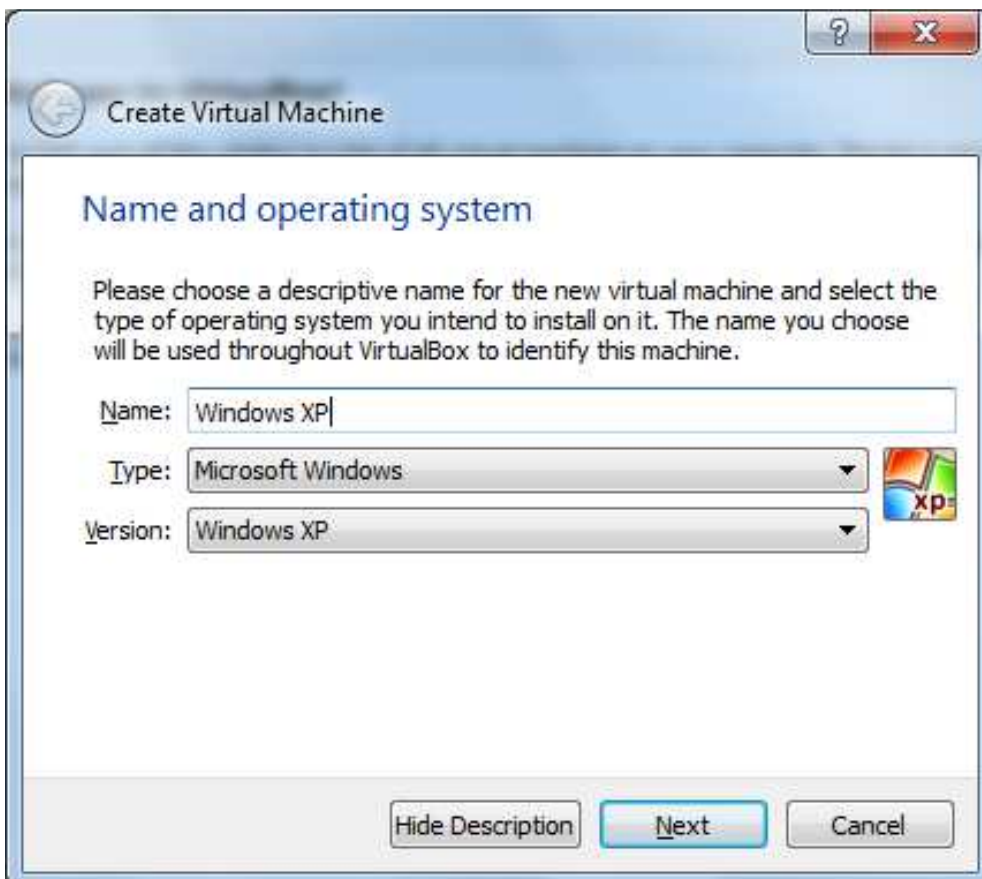 ?
X
Create Virtual Machine
Name and operating system
Please choose a descriptive name for the new virtual machine and select the
type of operating system you intend to install on it. The name you choose
will be used throughout VirtualBox to identify this machine.
Name: Windows XP
Type: Microsoft Windows
xp
Version: Windows XP
Hide Description Next Cancel